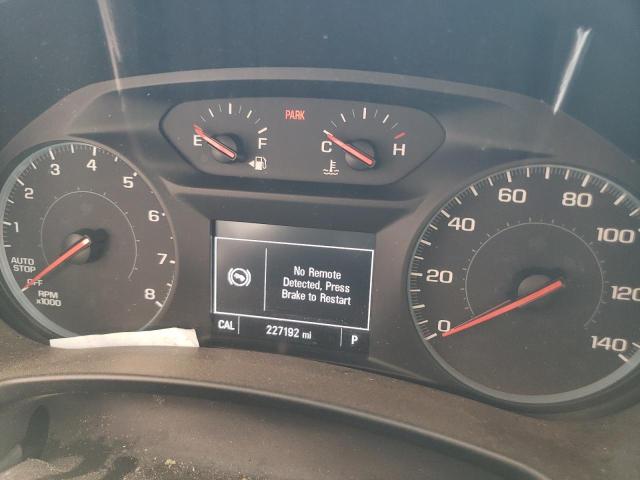 PARK
E F
C H
1 2 3 4 5 6 7 8
AUTO
STOP
OFF
RPM
x1000
No Remote
Detected, Press
Brake to Restart
CAL 227192 mi P
0 20 40 60 80 100 120 140